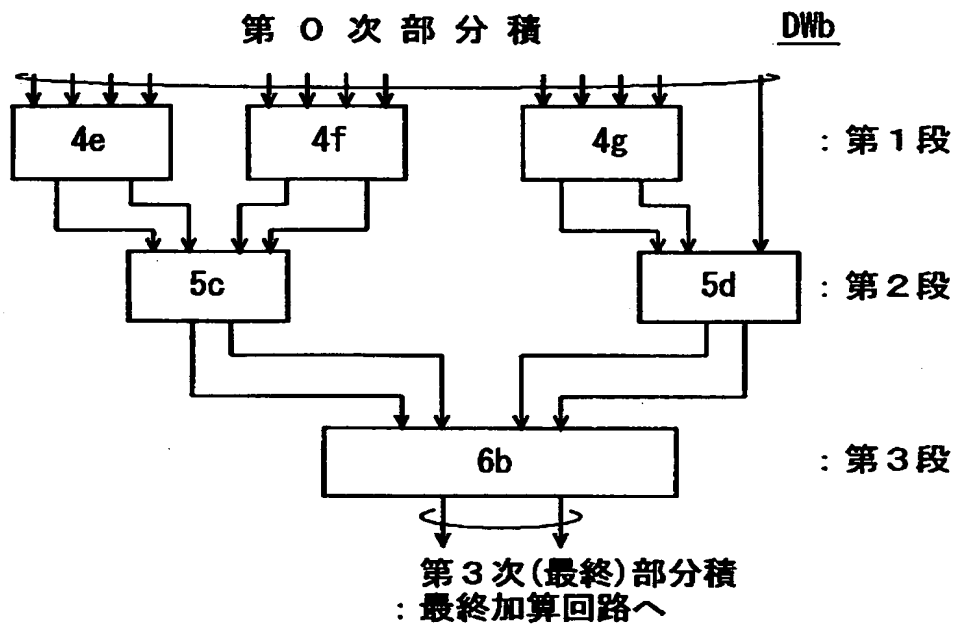 第０次部分積
DWb
4e
4f
4g
：第１段
5c
5d
：第２段
6b
：第３段
第３次(最終)部分積
：最終加算回路へ